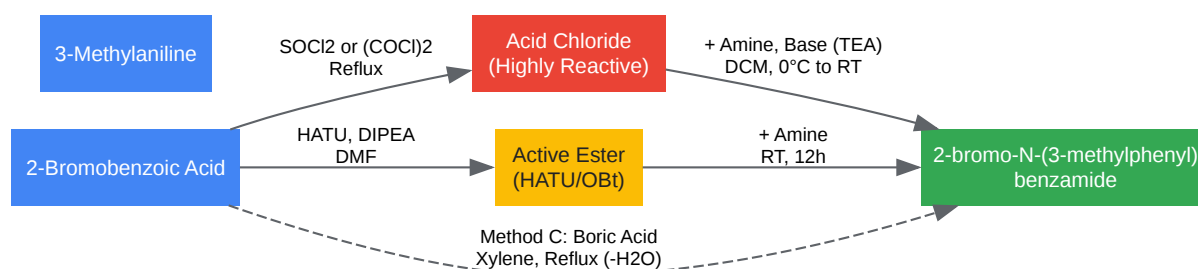 3-Methylaniline
SOCl2 or (COCl)2
Reflux
Acid Chloride
(Highly Reactive)
+ Amine, Base (TEA)
DCM, 0°C to RT
2-Bromobenzoic Acid
HATU, DIPEA
DMF
Active Ester
(HATU/OBt)
+ Amine
RT, 12h
2-bromo-N-(3-methylphenyl)
benzamide
Method C: Boric Acid
Xylene, Reflux (-H2O)